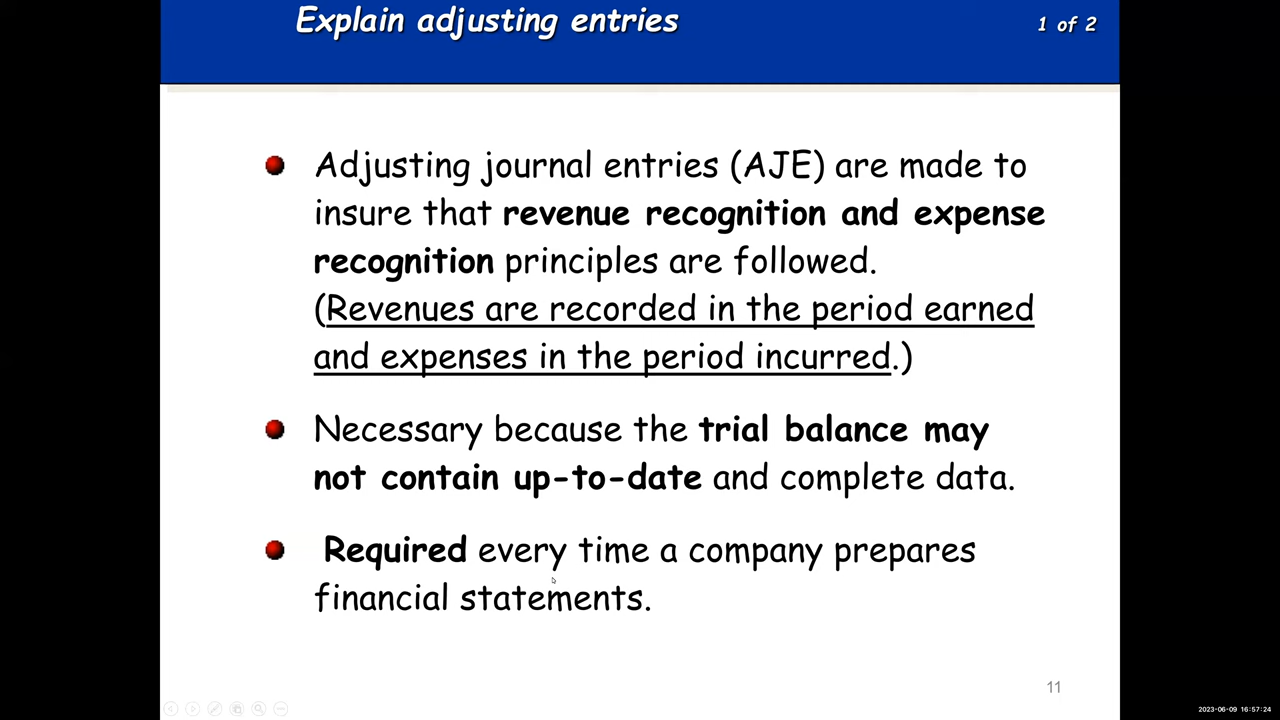 Explain adjusting entries
1 of 2
Adjusting journal entries (AJE) are made to
insure that revenue recognition and expense
recognition principles are followed.
(Revenues are recorded in the period earned
and expenses in the period incurred.)
Necessary because the trial balance may
not contain up-to-date and complete data.
Required every time a company prepares
financial statements.
11
2023-06-09 16:57:24